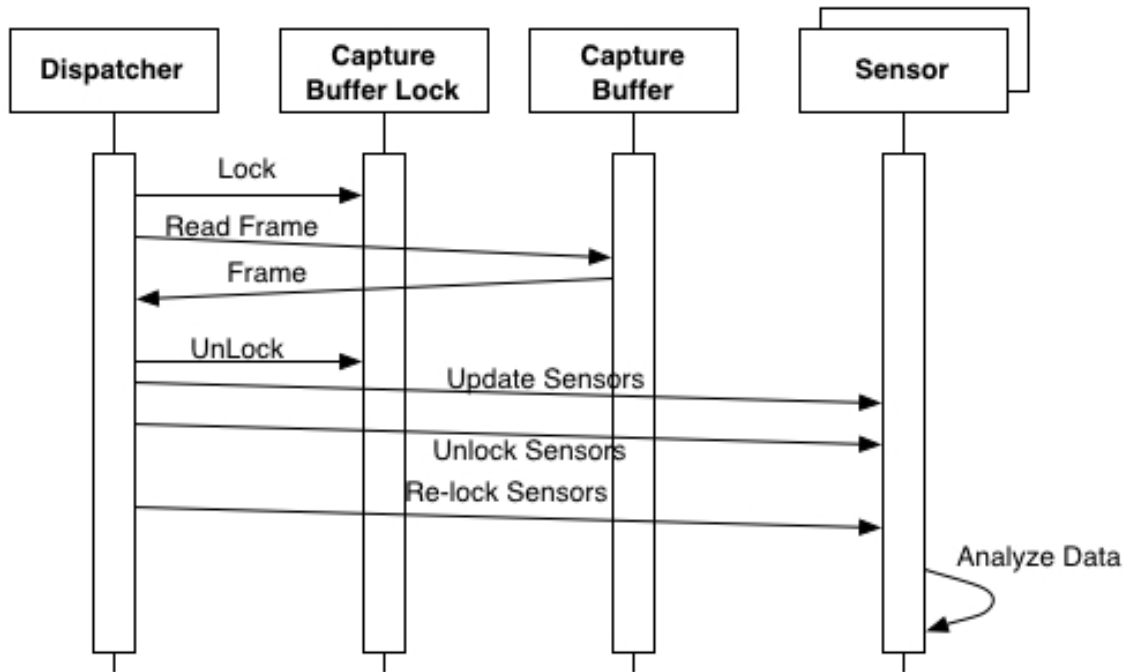 Dispatcher
Capture
Buffer Lock
Capture
Buffer
Sensor
Lock
Read Frame
Frame
UnLock
Update Sensors
Unlock Sensors
Re-lock Sensors
Analyze Data